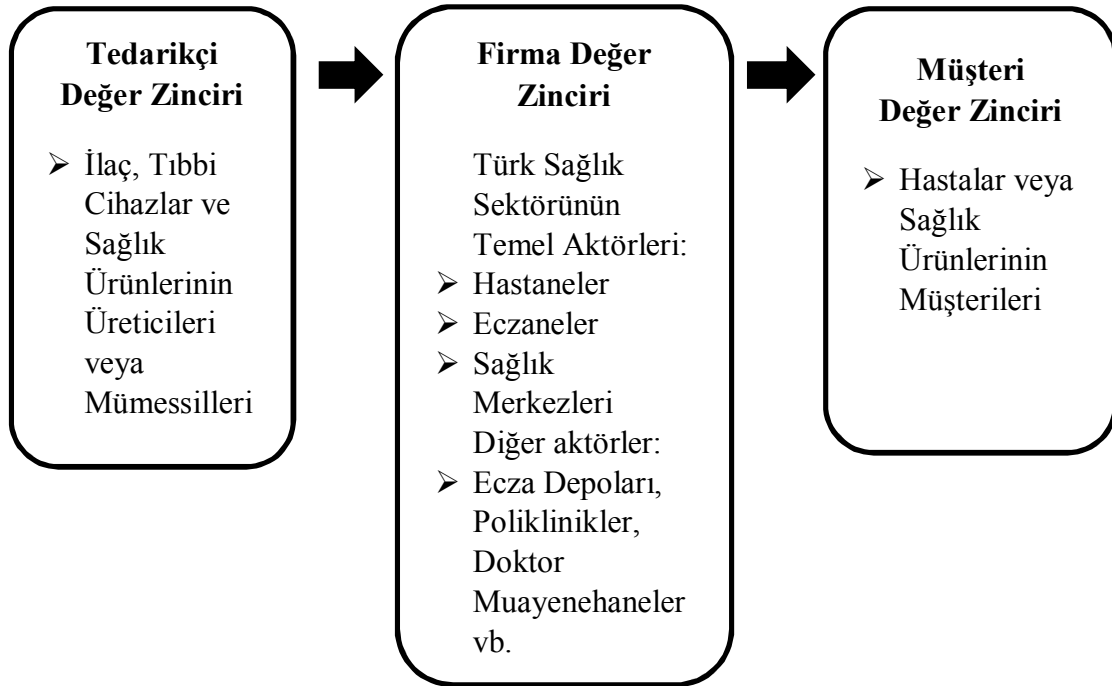 Tedarikçi
Değer Zinciri
➢ İlaç, Tıbbi
Cihazlar ve
Sağlık
Ürünlerinin
Üreticileri
veya
Mümessilleri
Firma Değer
Zinciri
Türk Sağlık
Sektörünün
Temel Aktörleri:
➢ Hastaneler
➢ Eczaneler
➢ Sağlık
Merkezleri
Diğer aktörler:
➢ Ecza Depoları,
Poliklinikler,
Doktor
Muayenehaneler
vb.
Müşteri
Değer Zinciri
➢ Hastalar veya
Sağlık
Ürünlerinin
Müşterileri